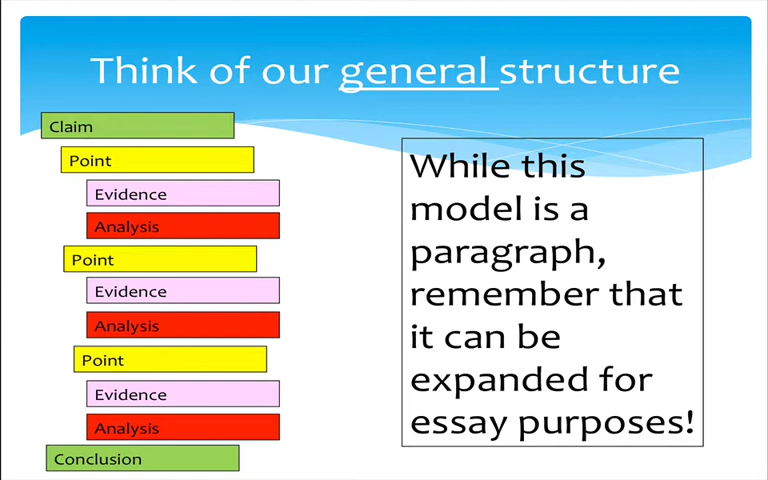 Think of our general structure
Claim
Point
Evidence
Analysis
Point
Evidence
Analysis
Point
Evidence
Analysis
Conclusion
While this
model is a
paragraph,
remember that
it can be
expanded for
essay purposes!